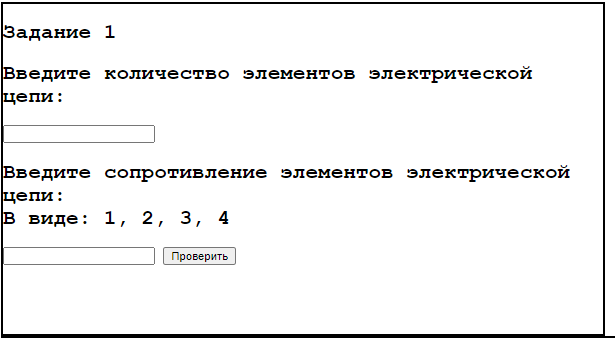 Задание 1
Введите количество элементов электрической
цепи:
Введите сопротивление элементов электрической
цепи:
В виде: 1, 2, 3, 4
Проверить